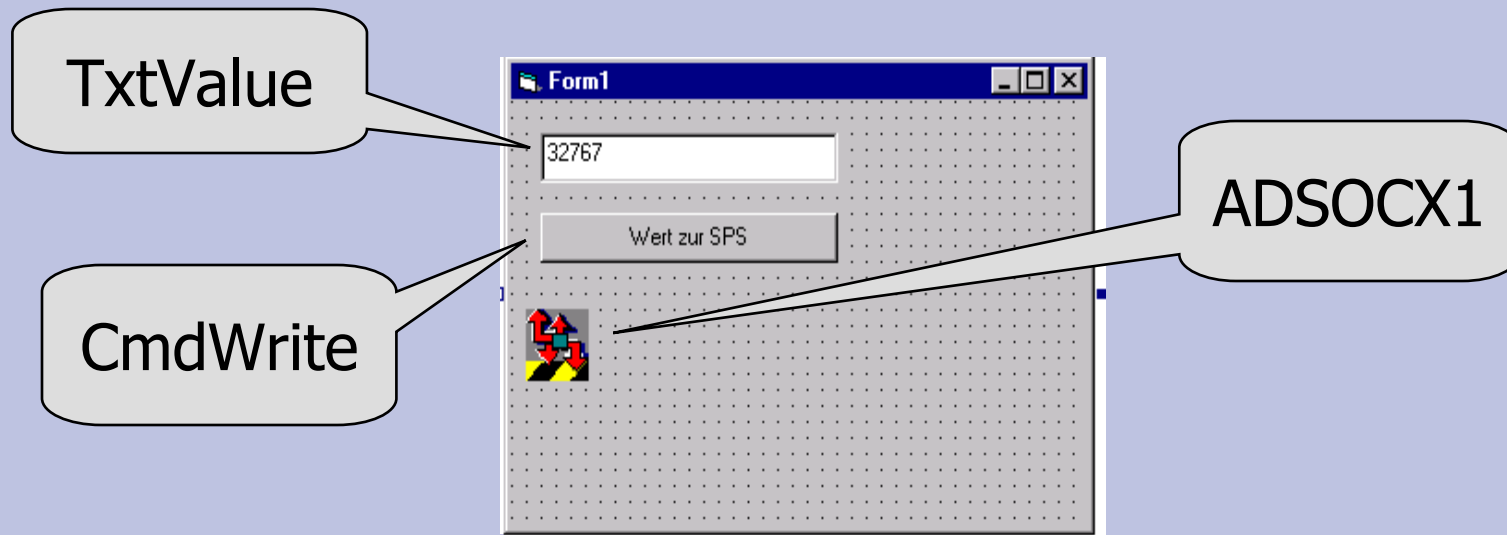 TxtValue
Form1
32767
ADSOCX1
Wert zur SPS
CmdWrite